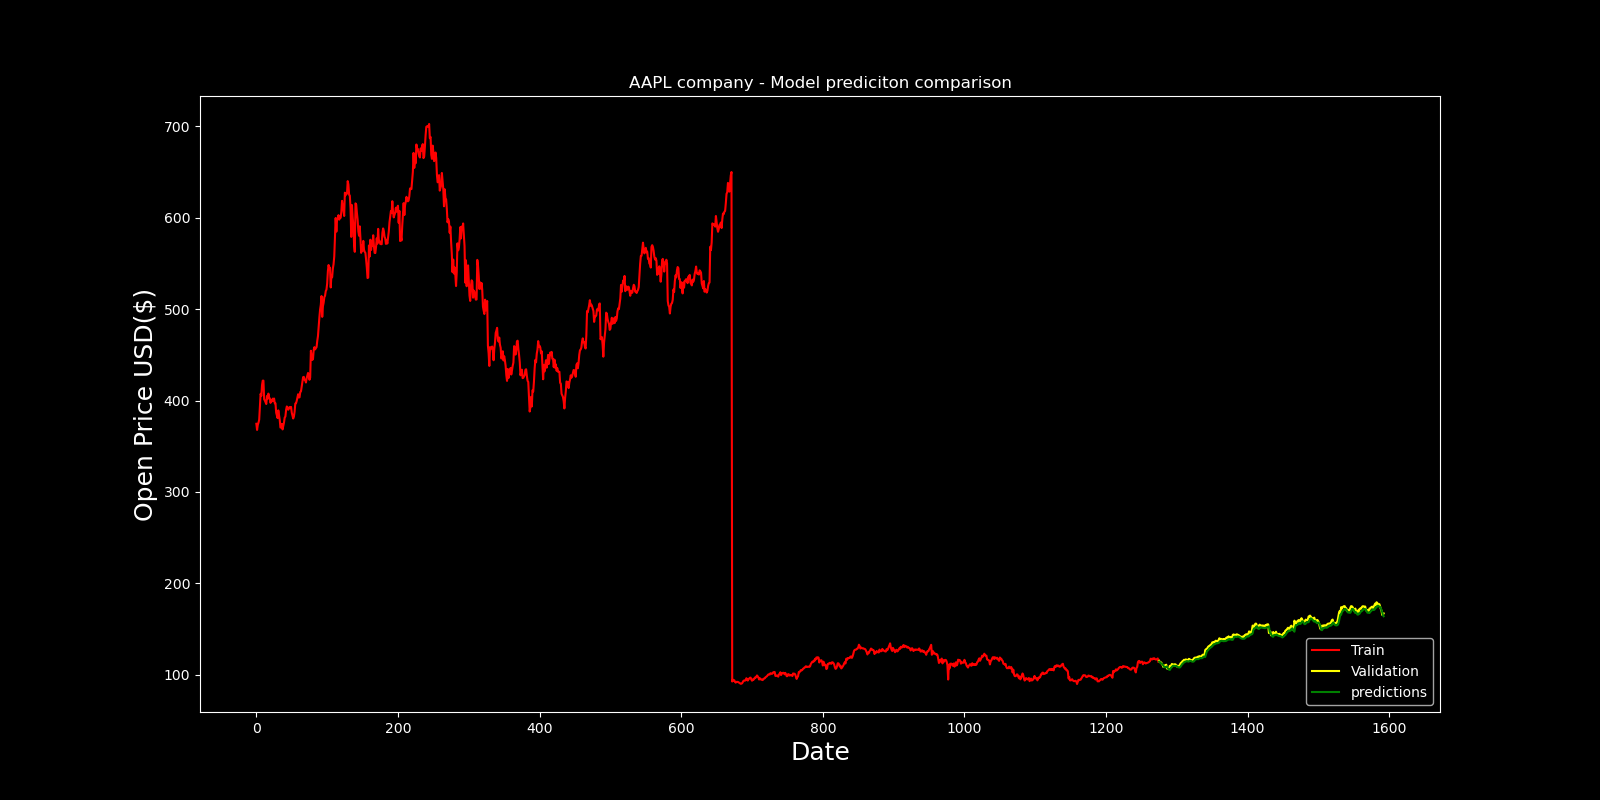 AAPL company - Model prediciton comparison
Open Price USD($)
700
600
500
400
300
200
100
0 200 400 600 800 1000 1200 1400 1600
Date
Train
Validation
predictions